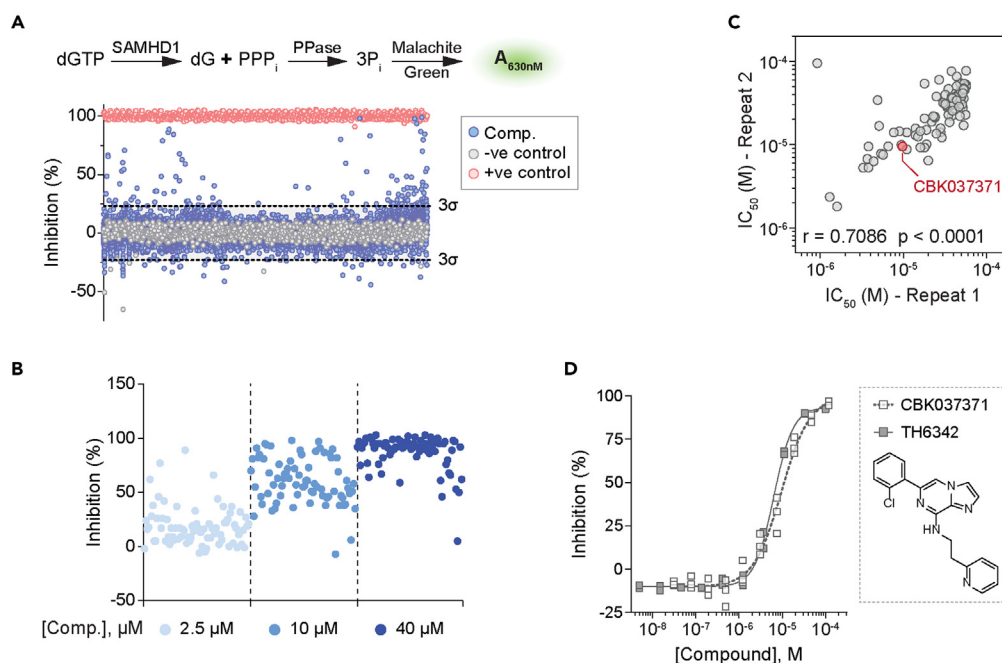 A
dGTP SAMHD1 dG + PPPi PPase 3Pi Malachite Green A630nM
Inhibition (%)
100
50
0
-50
3σ
3σ
Comp.
-ve control
+ve control
B
Inhibition (%)
150
100
50
0
-50
[Comp.], µM 2.5 µM 10 µM 40 µM
C
IC50 (M) - Repeat 2
10-4
10-5
10-6
CBK037371
r = 0.7086 p < 0.0001
10-6 10-5 10-4
IC50 (M) - Repeat 1
D
Inhibition (%)
100
75
50
25
0
-25
10-8 10-7 10-6 10-5 10-4
[Compound], M
CBK037371
TH6342
Cl
N
N
N
HN
N